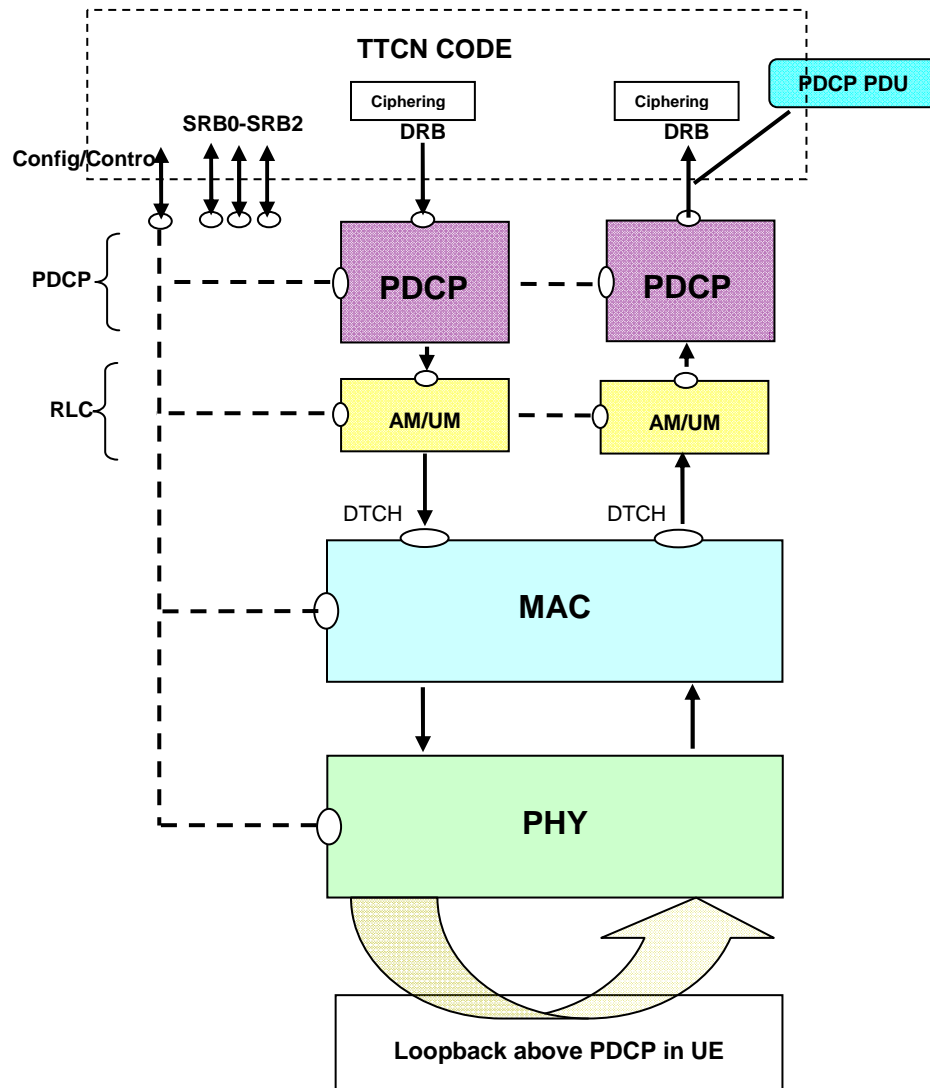 TTCN CODE
PDCP PDU
Ciphering
Ciphering
SRB0-SRB2
DRB
DRB
Config/Contro
PDCP
PDCP
PDCP
RLC
AM/UM
AM/UM
DTCH
DTCH
MAC
PHY
Loopback above PDCP in UE